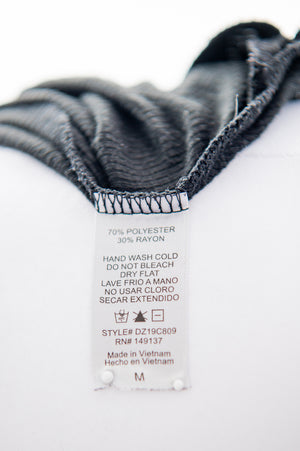 70% POLYESTER
30% RAYON
HAND WASH COLD
DO NOT BLEACH
DRY FLAT
LAVE FRIO A MANO
NO USAR CLORO
SECAR EXTENDIDO
STYLE# DZ19C809
RN# 149137
Made in Vietnam
Hecho en Vietnam
M